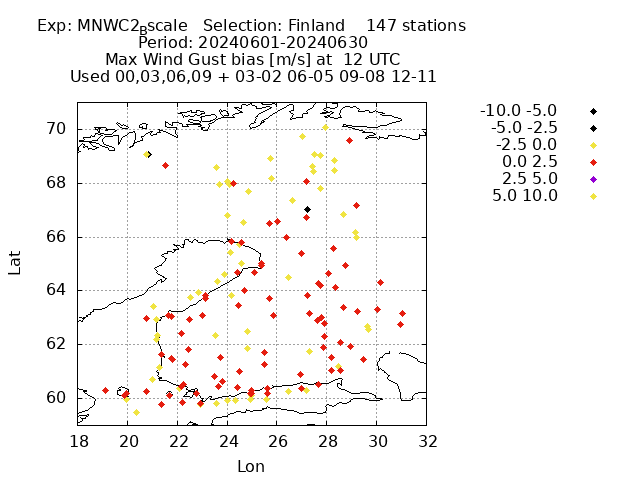 Exp: MNWC2Bscale   Selection: Finland    147 stations
Period: 20240601-20240630
Max Wind Gust bias [m/s] at  12 UTC
Used 00,03,06,09 + 03-02 06-05 09-08 12-11
-10.0 -5.0
-5.0 -2.5
-2.5 0.0
0.0 2.5
2.5 5.0
5.0 10.0
70
68
66
64
62
60
Lat
18 20 22 24 26 28 30 32
Lon